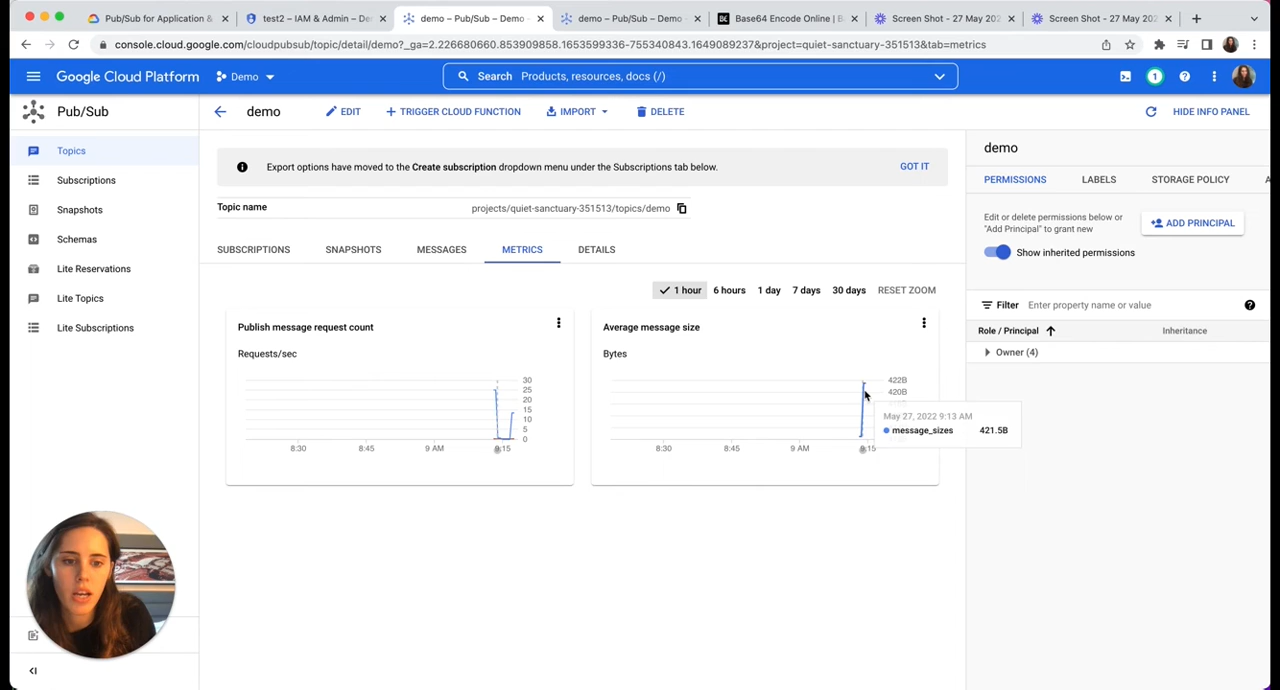 Pub/Sub for Application &
test2 – IAM & Admin – De
demo – Pub/Sub – Demo -
demo – Pub/Sub – Demo -
Base64 Encode Online | B
Screen Shot - 27 May 202
Screen Shot - 27 May 202
console.cloud.google.com/cloudpubsub/topic/detail/demo?_ga=2.226680660.853909858.1653599336-755340843.1649089237&project=quiet-sanctuary-351513&tab=metrics
Google Cloud Platform
Demo
Search Products, resources, docs (/)
1
Pub/Sub
demo
EDIT
TRIGGER CLOUD FUNCTION
IMPORT
DELETE
HIDE INFO PANEL
Topics
Subscriptions
Snapshots
Schemas
Lite Reservations
Lite Topics
Lite Subscriptions
Export options have moved to the Create subscription dropdown menu under the Subscriptions tab below.
GOT IT
Topic name
projects/quiet-sanctuary-351513/topics/demo
SUBSCRIPTIONS
SNAPSHOTS
MESSAGES
METRICS
DETAILS
1 hour
6 hours
1 day
7 days
30 days
RESET ZOOM
Publish message request count
Requests/sec
30
25
20
15
10
5
0
8:30
8:45
9 AM
9:15
Average message size
Bytes
422B
420B
8:30
8:45
9 AM
9:15
May 27, 2022 9:13 AM
message_sizes 421.5B
demo
PERMISSIONS
LABELS
STORAGE POLICY
A
Edit or delete permissions below or
"Add Principal" to grant new
ADD PRINCIPAL
Show inherited permissions
Filter Enter property name or value
Role / Principal
Inheritance
Owner (4)